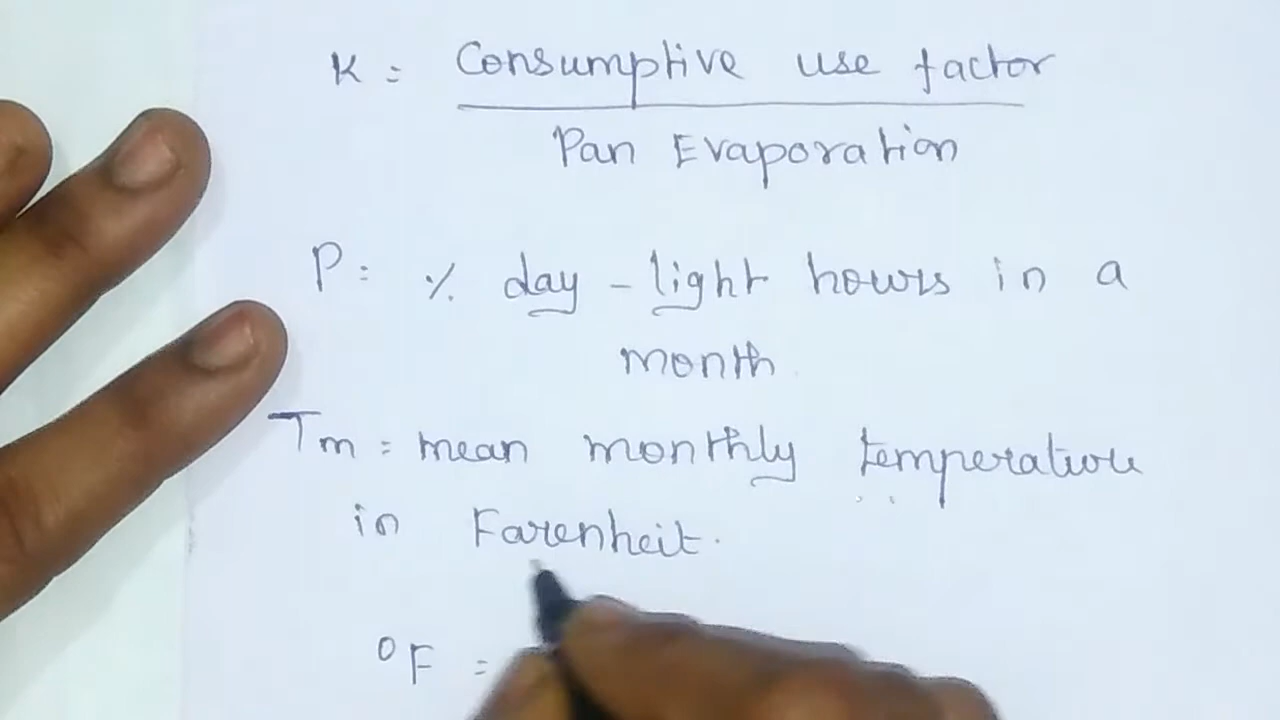 K = Consumptive use factor
Pan Evaporation
P = % day - light hours in a
month
Tm = mean monthly temperature
in Farenheit.
°F =